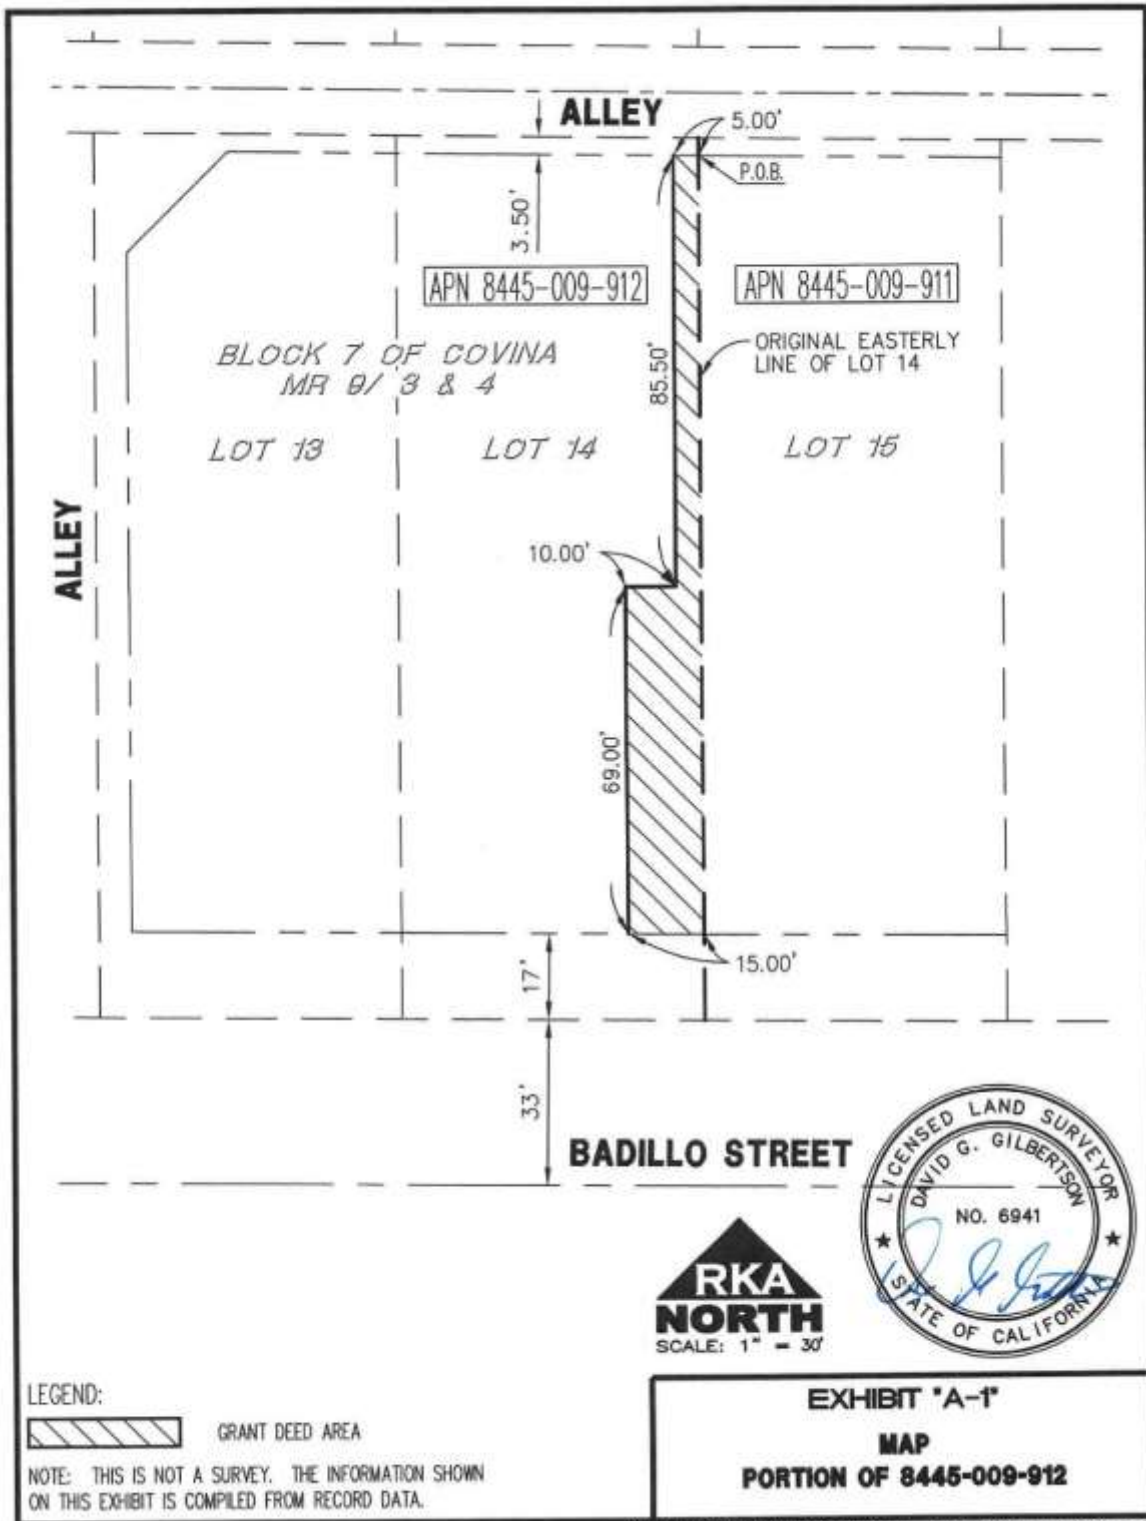 ALLEY
5.00'
P.O.B.
3.50'
APN 8445-009-912
APN 8445-009-911
ORIGINAL EASTERLY
LINE OF LOT 14
BLOCK 7 OF COVINA
MR 9/ 3 & 4
85.50'
LOT 13
LOT 14
LOT 15
ALLEY
10.00'
69.00'
15.00'
17'
33'
BADILLO STREET
LICENSED LAND SURVEYOR
DAVID G. GILBERTSON
NO. 6941
STATE OF CALIFORNIA
RKA
NORTH
SCALE: 1" = 30'
LEGEND:
GRANT DEED AREA
NOTE: THIS IS NOT A SURVEY. THE INFORMATION SHOWN
ON THIS EXHIBIT IS COMPILED FROM RECORD DATA.
EXHIBIT "A-1"
MAP
PORTION OF 8445-009-912